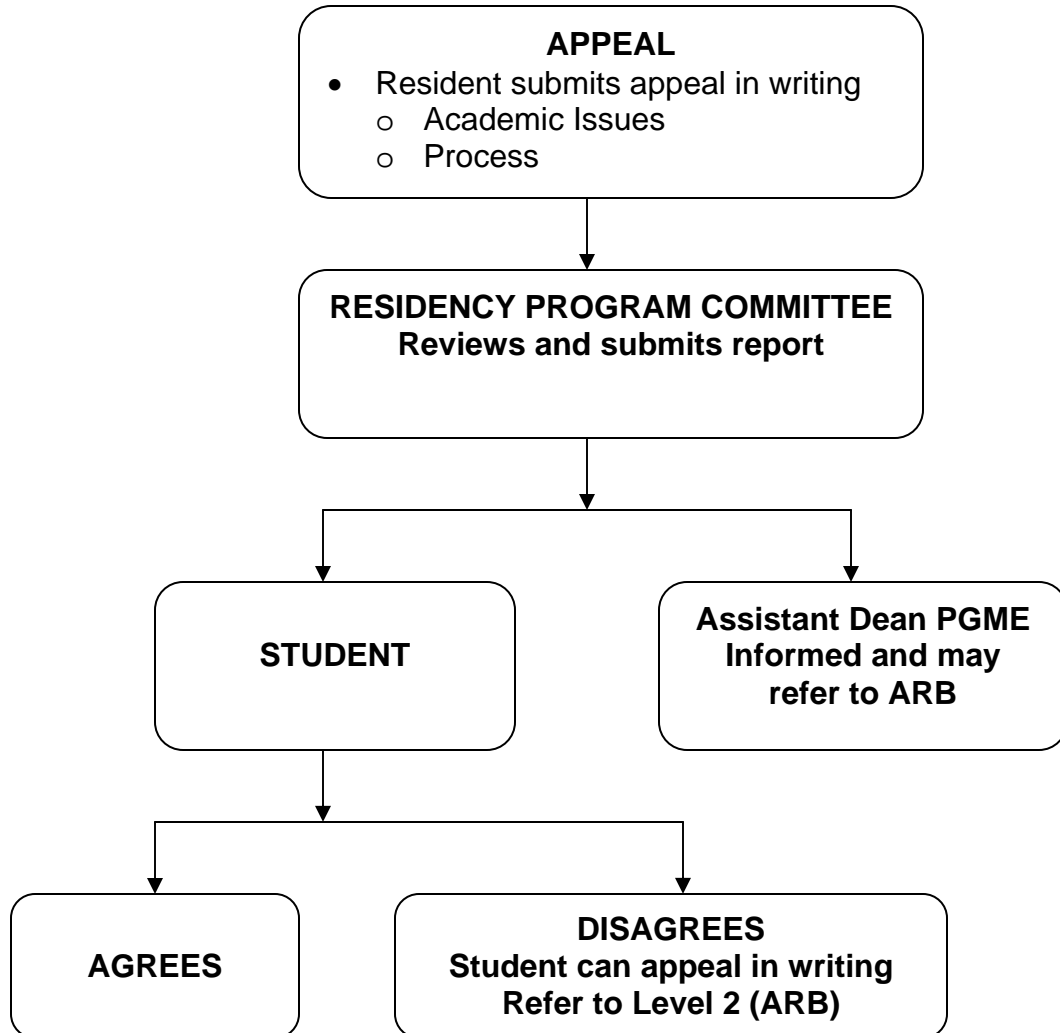 APPEAL
• Resident submits appeal in writing
o Academic Issues
o Process
RESIDENCY PROGRAM COMMITTEE
Reviews and submits report
STUDENT
Assistant Dean PGME
Informed and may
refer to ARB
AGREES
DISAGREES
Student can appeal in writing
Refer to Level 2 (ARB)